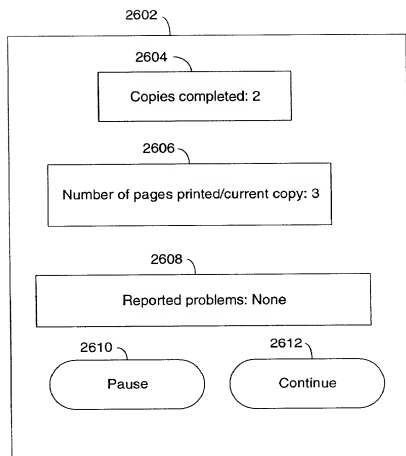 2602
2604
Copies completed: 2
2606
Number of pages printed/current copy: 3
2608
Reported problems: None
2610
2612
Pause
Continue